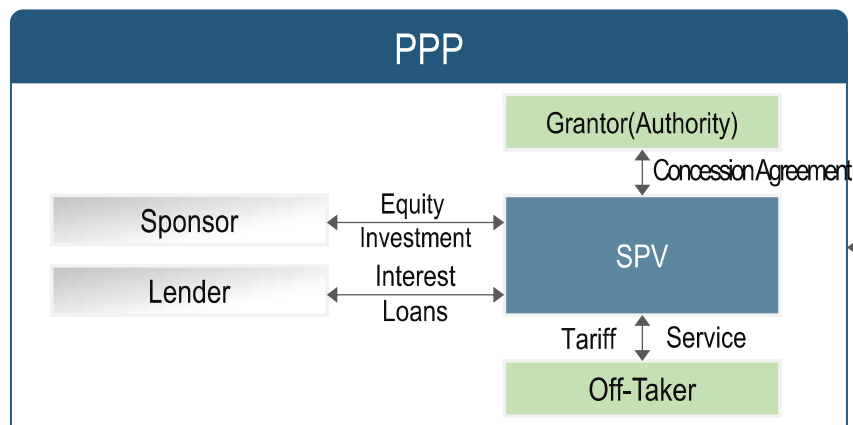 PPP
Grantor(Authority)
Concession Agreement
Sponsor
Equity
Investment
SPV
Lender
Interest
Loans
Tariff
Service
Off-Taker